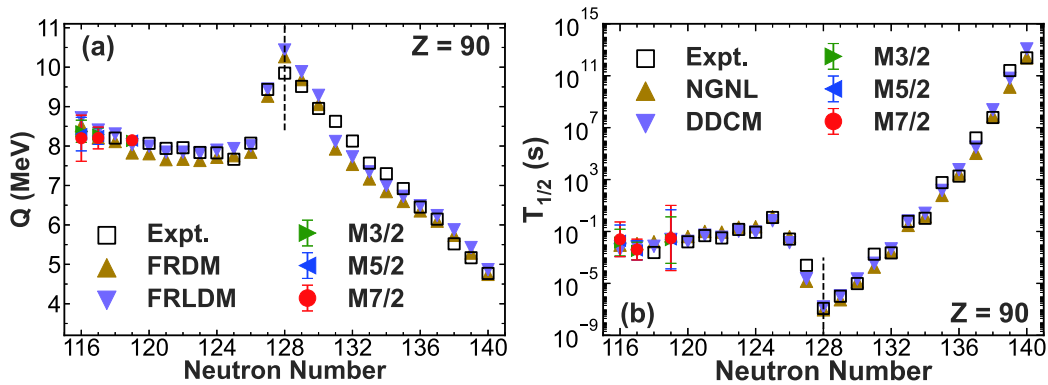 (a)
Z = 90
11
10
9
8
7
6
5
4
Q (MeV)
Expt.
FRDM
FRLDM
M3/2
M5/2
M7/2
116 120 124 128 132 136 140
Neutron Number
Expt.
NGNL
DDCM
M3/2
M5/2
M7/2
10^15
10^11
10^7
10^3
10^-1
10^-5
10^-9
T_1/2 (s)
(b)
Z = 90
116 120 124 128 132 136 140
Neutron Number